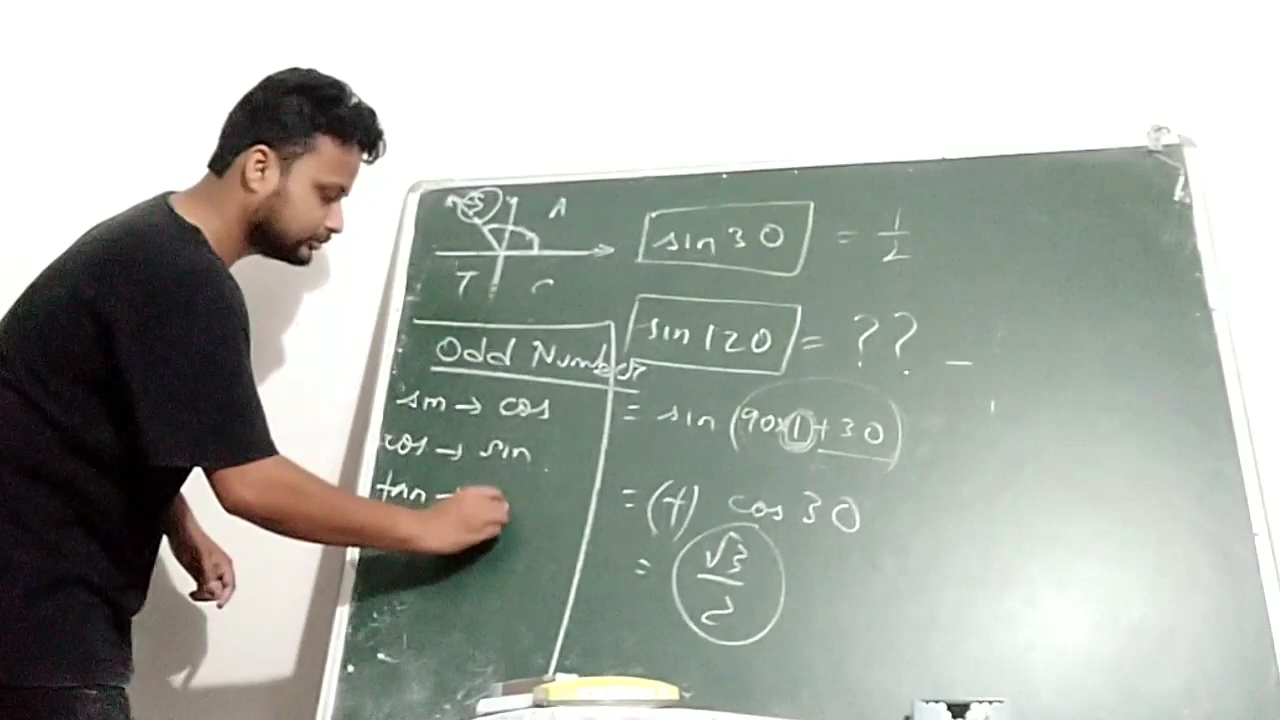 S A
T C
sin 30 = 1/2
sin 120 = ??
Odd Number
sin → cos
cos → sin
tan →
= sin (90×1+30)
= (+) cos 30
= √3/2